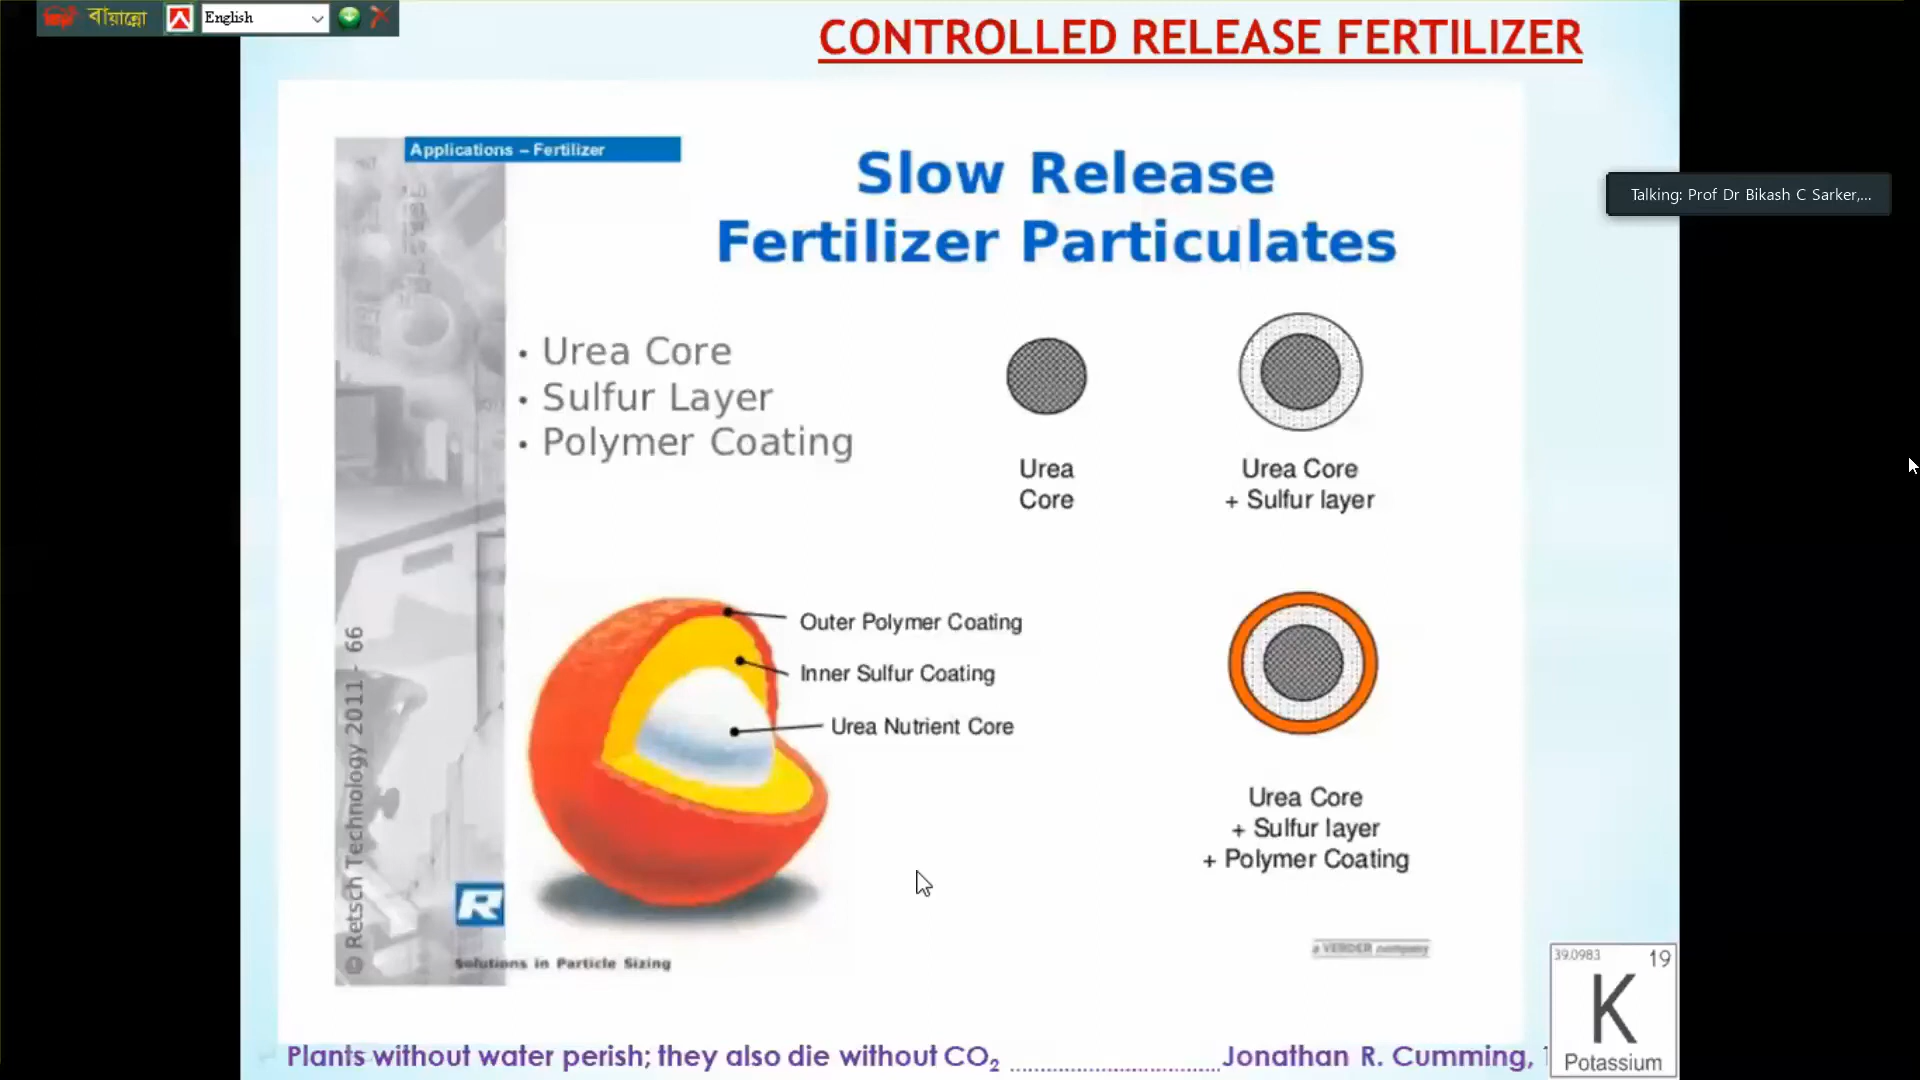 বায়ান্নো
English
CONTROLLED RELEASE FERTILIZER
Applications – Fertilizer
Slow Release
Fertilizer Particulates
Talking: Prof Dr Bikash C Sarker,...
• Urea Core
• Sulfur Layer
• Polymer Coating
Urea
Core
Urea Core
+ Sulfur layer
Outer Polymer Coating
Inner Sulfur Coating
Urea Nutrient Core
Urea Core
+ Sulfur layer
+ Polymer Coating
© Retsch Technology 2011 - 66
R
Solutions in Particle Sizing
a VERDER company
39.0983 19
K
Potassium
Plants without water perish; they also die without CO₂ ................................Jonathan R. Cumming,